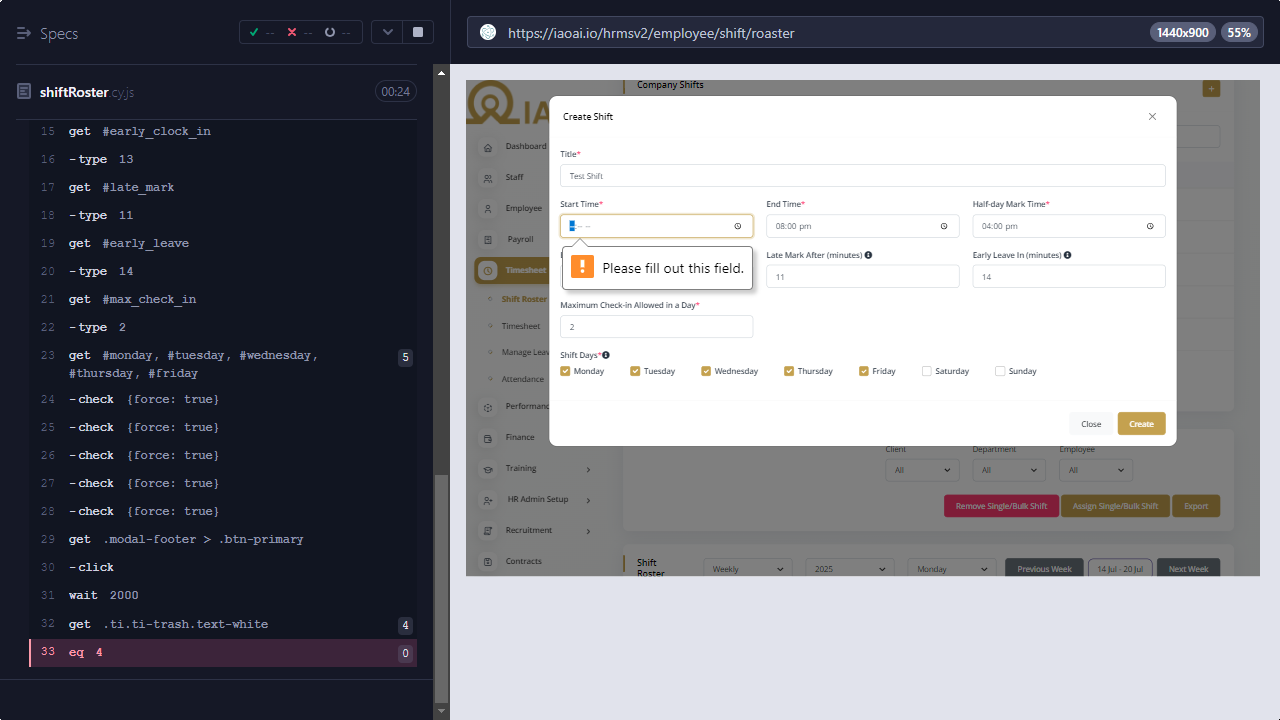 Specs
-- -- --
shiftRoster.cy.js
00:24
15 get #early_clock_in
16 -type 13
17 get #late_mark
18 -type 11
19 get #early_leave
20 -type 14
21 get #max_check_in
22 -type 2
23 get #monday, #tuesday, #wednesday, 5
#thursday, #friday
24 -check {force: true}
25 -check {force: true}
26 -check {force: true}
27 -check {force: true}
28 -check {force: true}
29 get .modal-footer > .btn-primary
30 -click
31 wait 2000
32 get .ti.ti-trash.text-white 4
33 eq 4 0
https://iaoai.io/hrmsv2/employee/shift/roaster
1440x900 55%
Company Shifts
+
IA
Dashboard
Staff
Employee
Payroll
Timesheet
Shift Roster
Timesheet
Manage Leav
Attendance
Performanc
Finance
Training
HR Admin Setup
Recruitment
Contracts
Create Shift
Title*
Test Shift
Start Time* End Time* Half-day Mark Time*
--:-- -- 08:00 pm 04:00 pm
Please fill out this field.
Late Mark After (minutes) Early Leave In (minutes)
11 14
Maximum Check-in Allowed in a Day*
2
Shift Days*
Monday Tuesday Wednesday Thursday Friday Saturday Sunday
Close Create
Client Department Employee
All All All
Remove Single/Bulk Shift Assign Single/Bulk Shift Export
Shift
Roster
Weekly 2025 Monday Previous Week 14 Jul - 20 Jul Next Week